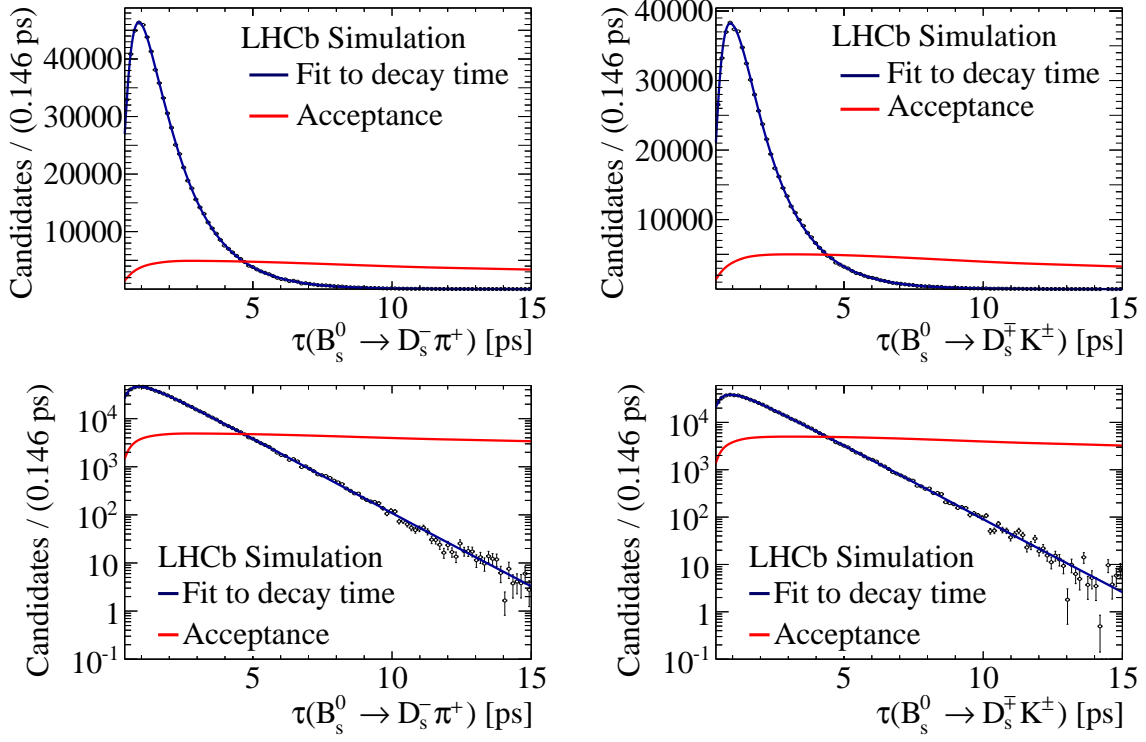 Candidates / (0.146 ps)
40000
30000
20000
10000
LHCb Simulation
Fit to decay time
Acceptance
5 10 15
τ(B⁰ₛ → D⁻ₛ π⁺) [ps]
Candidates / (0.146 ps)
40000
30000
20000
10000
LHCb Simulation
Fit to decay time
Acceptance
5 10 15
τ(B⁰ₛ → D∓ₛ K±) [ps]
Candidates / (0.146 ps)
10⁴
10³
10²
10
1
10⁻¹
LHCb Simulation
Fit to decay time
Acceptance
5 10 15
τ(B⁰ₛ → D⁻ₛ π⁺) [ps]
Candidates / (0.146 ps)
10⁴
10³
10²
10
1
10⁻¹
LHCb Simulation
Fit to decay time
Acceptance
5 10 15
τ(B⁰ₛ → D∓ₛ K±) [ps]